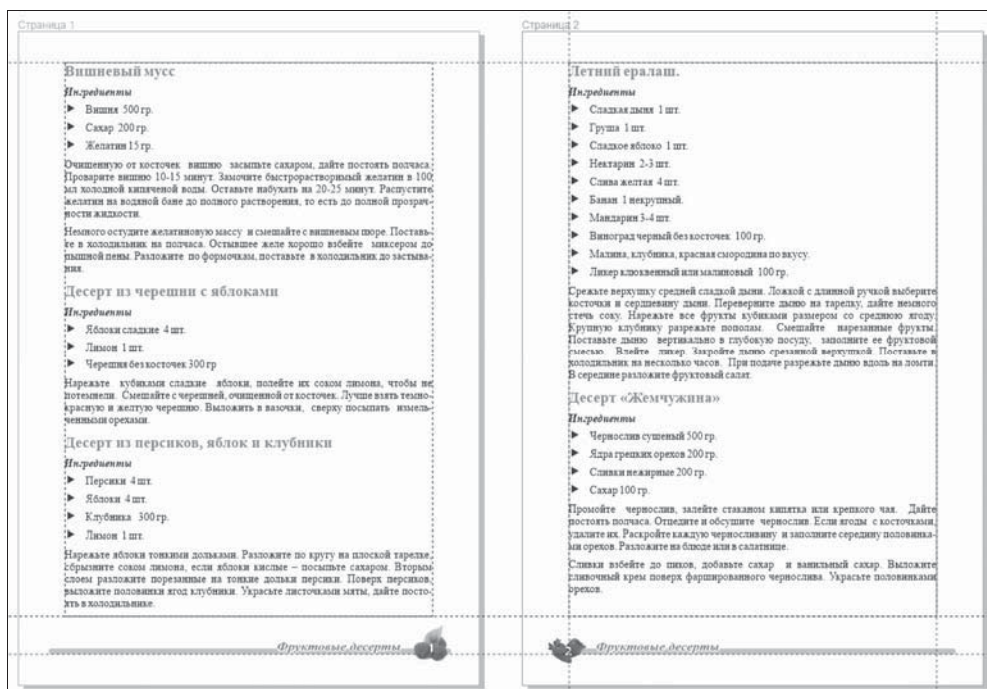 Страница 1
Вишневый мусс
Ингредиенты
Вишня 500 гр.
Сахар 200 гр.
Желатин 15 гр.
Очищенную от косточек вишню засыпьте сахаром, дайте постоять полчаса.
Проварите вишню 10-15 минут. Замочите быстрорастворимый желатин в 100
мл холодной кипяченой воды. Оставьте набухать на 20-25 минут. Распустите
желатин на водяной бане до полного растворения, то есть до полной прозрач-
ности жидкости.
Немного остудите желатиновую массу и смешайте с вишневым пюре. Поставь-
те в холодильник на полчаса. Остывшее желе хорошо взбейте миксером до
пышной пены. Разложите по формочкам, поставьте в холодильник до застыва-
ния.
Десерт из черешни с яблоками
Ингредиенты
Яблоки сладкие 4 шт.
Лимон 1 шт.
Черешня без косточек 300 гр
Нарежьте кубиками сладкие яблоки, полейте их соком лимона, чтобы не
потемнели. Смешайте с черешней, очищенной от косточек. Лучше взять темно-
красную и желтую черешню. Выложить в вазочки, сверху посыпать измель-
ченными орехами.
Десерт из персиков, яблок и клубники
Ингредиенты
Персики 4 шт.
Яблоки 4 шт.
Клубника 300 гр.
Лимон 1 шт.
Нарежьте яблоки тонкими дольками. Разложите по кругу на плоской тарелке,
сбрызните соком лимона, если яблоки кислые – посыпьте сахаром. Вторым
слоем разложите порезанные на тонкие дольки персики. Поверх персиков,
выложите половинки ягод клубники. Украсьте листочками мяты, дайте посто-
ять в холодильнике.
Фруктовые десерты
1
Страница 2
Летний ералаш.
Ингредиенты
Сладкая дыня 1 шт.
Груша 1 шт.
Сладкое яблоко 1 шт.
Нектарин 2-3 шт.
Слива желтая 4 шт.
Банан 1 некрупный.
Мандарин 3-4 шт.
Виноград черный без косточек 100 гр.
Малина, клубника, красная смородина по вкусу.
Ликер клюквенный или малиновый 100 гр.
Срежьте верхушку средней сладкой дыни. Ложкой с длинной ручкой выберите
косточки и сердцевину дыни. Переверните дыню на тарелку, дайте немного
стечь соку. Нарежьте все фрукты кубиками размером со среднюю ягоду.
Крупную клубнику разрежьте пополам. Смешайте нарезанные фрукты.
Поставьте дыню вертикально в глубокую посуду, заполните ее фруктовой
смесью. Влейте ликер. Закройте дыню срезанной верхушкой. Поставьте в
холодильник на несколько часов. При подаче разрежьте дыню вдоль на ломти.
В середине разложите фруктовый салат.
Десерт «Жемчужина»
Ингредиенты
Чернослив сушеный 500 гр.
Ядра грецких орехов 200 гр.
Сливки нежирные 200 гр.
Сахар 100 гр.
Промойте чернослив, залейте стаканом кипятка или крепкого чая. Дайте
постоять полчаса. Отцедите и обсушите чернослив. Если ягоды с косточками,
удалите их. Раскройте каждую черносливину и заполните середину половинка-
ми орехов. Разложите на блюде или в салатнице.
Сливки взбейте до пиков, добавьте сахар и ванильный сахар. Выложите
сливочный крем поверх фаршированного чернослива. Украсьте половинками
орехов.
2
Фруктовые десерты